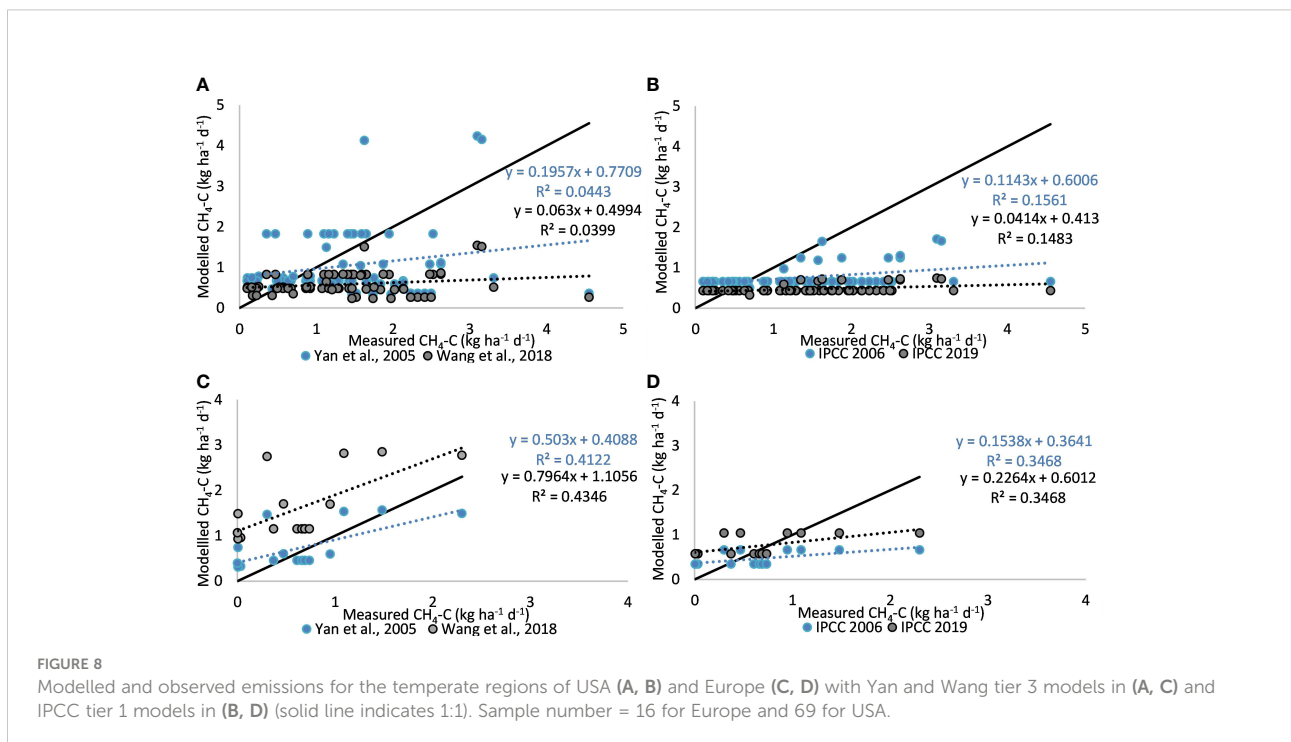 A
Modelled CH₄-C (kg ha⁻¹ d⁻¹)
5
4
3
2
1
0
y = 0.1957x + 0.7709
R² = 0.0443
y = 0.063x + 0.4994
R² = 0.0399
0 1 2 3 4 5
Measured CH₄-C (kg ha⁻¹ d⁻¹)
Yan et al., 2005 Wang et al., 2018
B
Modelled CH₄-C (kg ha⁻¹ d⁻¹)
5
4
3
2
1
0
y = 0.1143x + 0.6006
R² = 0.1561
y = 0.0414x + 0.413
R² = 0.1483
0 1 2 3 4 5
Measured CH₄-C (kg ha⁻¹ d⁻¹)
IPCC 2006 IPCC 2019
C
Modelllled CH₄-C (kg ha⁻¹ d⁻¹)
4
3
2
1
0
y = 0.503x + 0.4088
R² = 0.4122
y = 0.7964x + 1.1056
R² = 0.4346
0 1 2 3 4
Measured CH₄-C (kg ha⁻¹ d⁻¹)
Yan et al., 2005 Wang et al., 2018
D
Modelled CH₄-C (kg ha⁻¹ d⁻¹)
4
3
2
1
0
y = 0.1538x + 0.3641
R² = 0.3468
y = 0.2264x + 0.6012
R² = 0.3468
0 1 2 3 4
Measured CH₄-C (kg ha⁻¹ d⁻¹)
IPCC 2006 IPCC 2019
FIGURE 8
Modelled and observed emissions for the temperate regions of USA (A, B) and Europe (C, D) with Yan and Wang tier 3 models in (A, C) and
IPCC tier 1 models in (B, D) (solid line indicates 1:1). Sample number = 16 for Europe and 69 for USA.